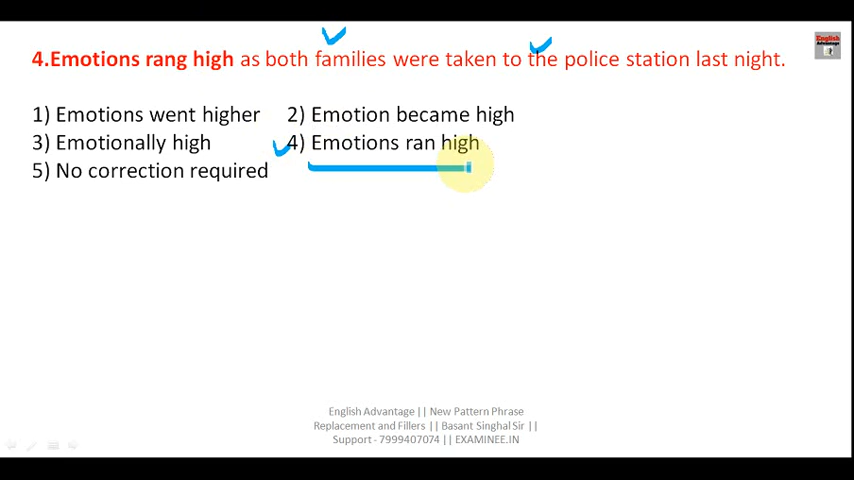 English
Advantage
4.Emotions rang high as both families were taken to the police station last night.
1) Emotions went higher 2) Emotion became high
3) Emotionally high 4) Emotions ran high
5) No correction required
English Advantage || New Pattern Phrase
Replacement and Fillers || Basant Singhal Sir ||
Support - 7999407074 || EXAMINEE.IN